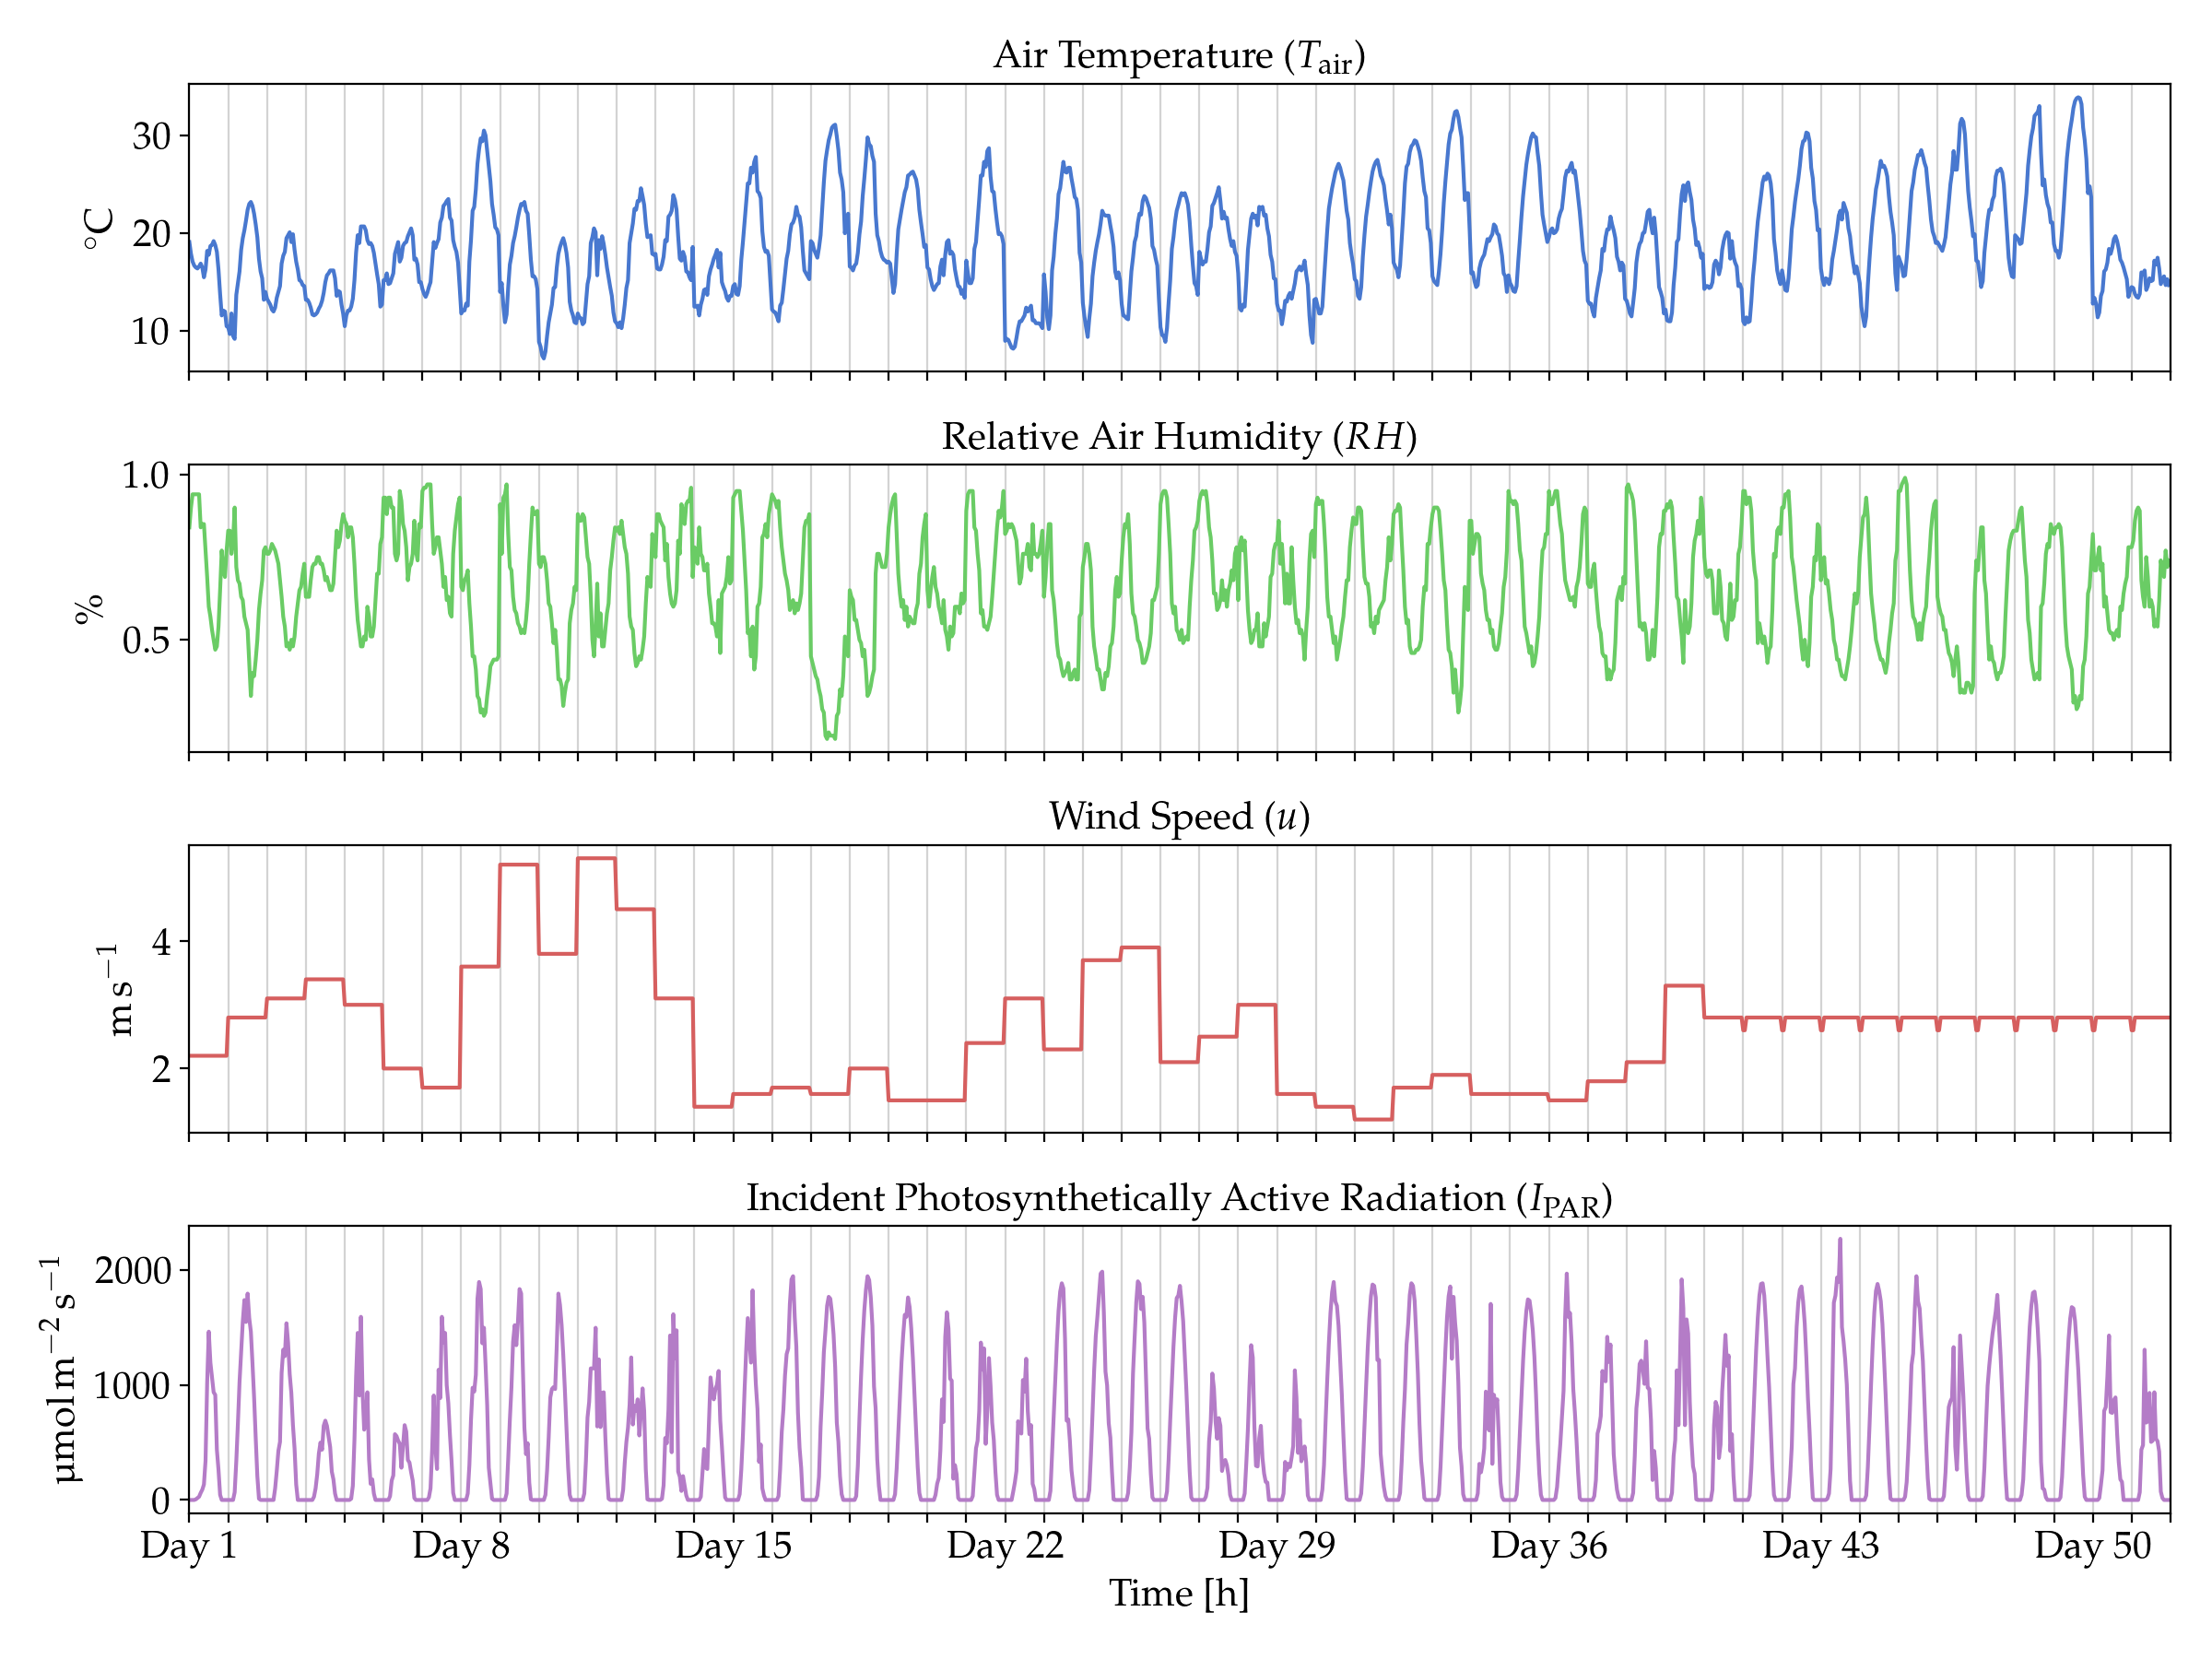 Air Temperature (T_air)
30
20
10
°C
Relative Air Humidity (RH)
1.0
0.5
%
Wind Speed (u)
4
2
m s⁻¹
Incident Photosynthetically Active Radiation (I_PAR)
2000
1000
0
µmol m⁻² s⁻¹
Day 1 Day 8 Day 15 Day 22 Day 29 Day 36 Day 43 Day 50
Time [h]